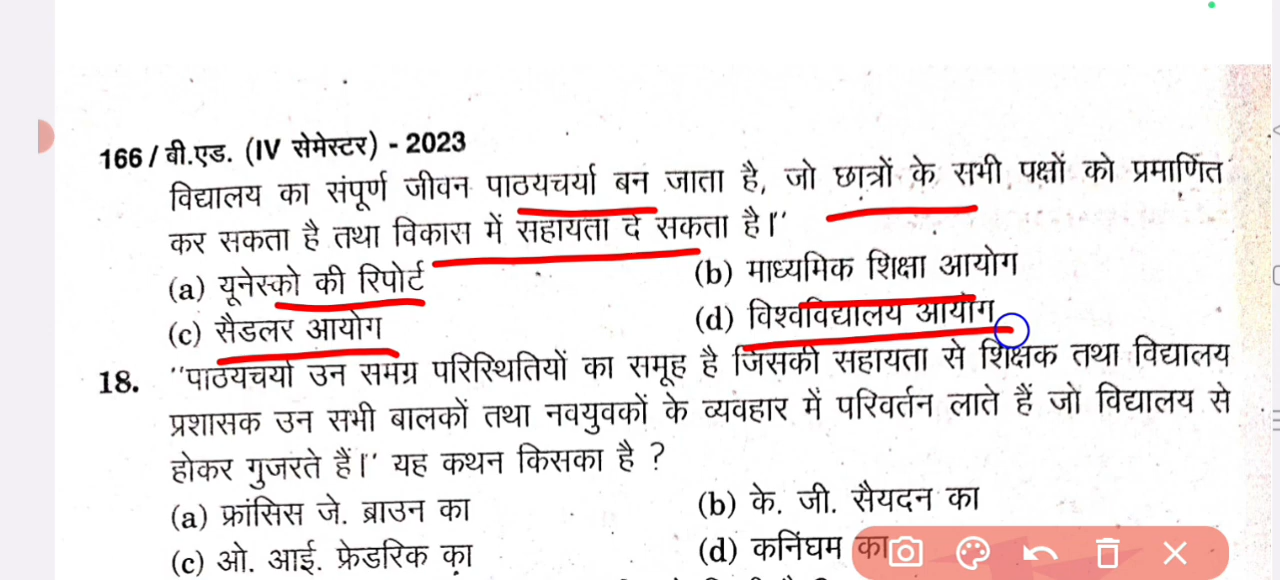 166 / बी.एड. (IV सेमेस्टर) - 2023
विद्यालय का संपूर्ण जीवन पाठयचर्या बन जाता है, जो छात्रों के सभी पक्षों को प्रमाणित
कर सकता है तथा विकास में सहायता दे सकता है।"
(a) यूनेस्को की रिपोर्ट (b) माध्यमिक शिक्षा आयोग
(c) सैडलर आयोग (d) विश्वविद्यालय आयोग
18. "पाठयचर्या उन समग्र परिस्थितियों का समूह है जिसकी सहायता से शिक्षक तथा विद्यालय
प्रशासक उन सभी बालकों तथा नवयुवकों के व्यवहार में परिवर्तन लाते हैं जो विद्यालय से
होकर गुजरते हैं।" यह कथन किसका है ?
(a) फ्रांसिस जे. ब्राउन का (b) के. जी. सैयदन का
(c) ओ. आई. फ्रेडरिक का (d) कनिंघम का